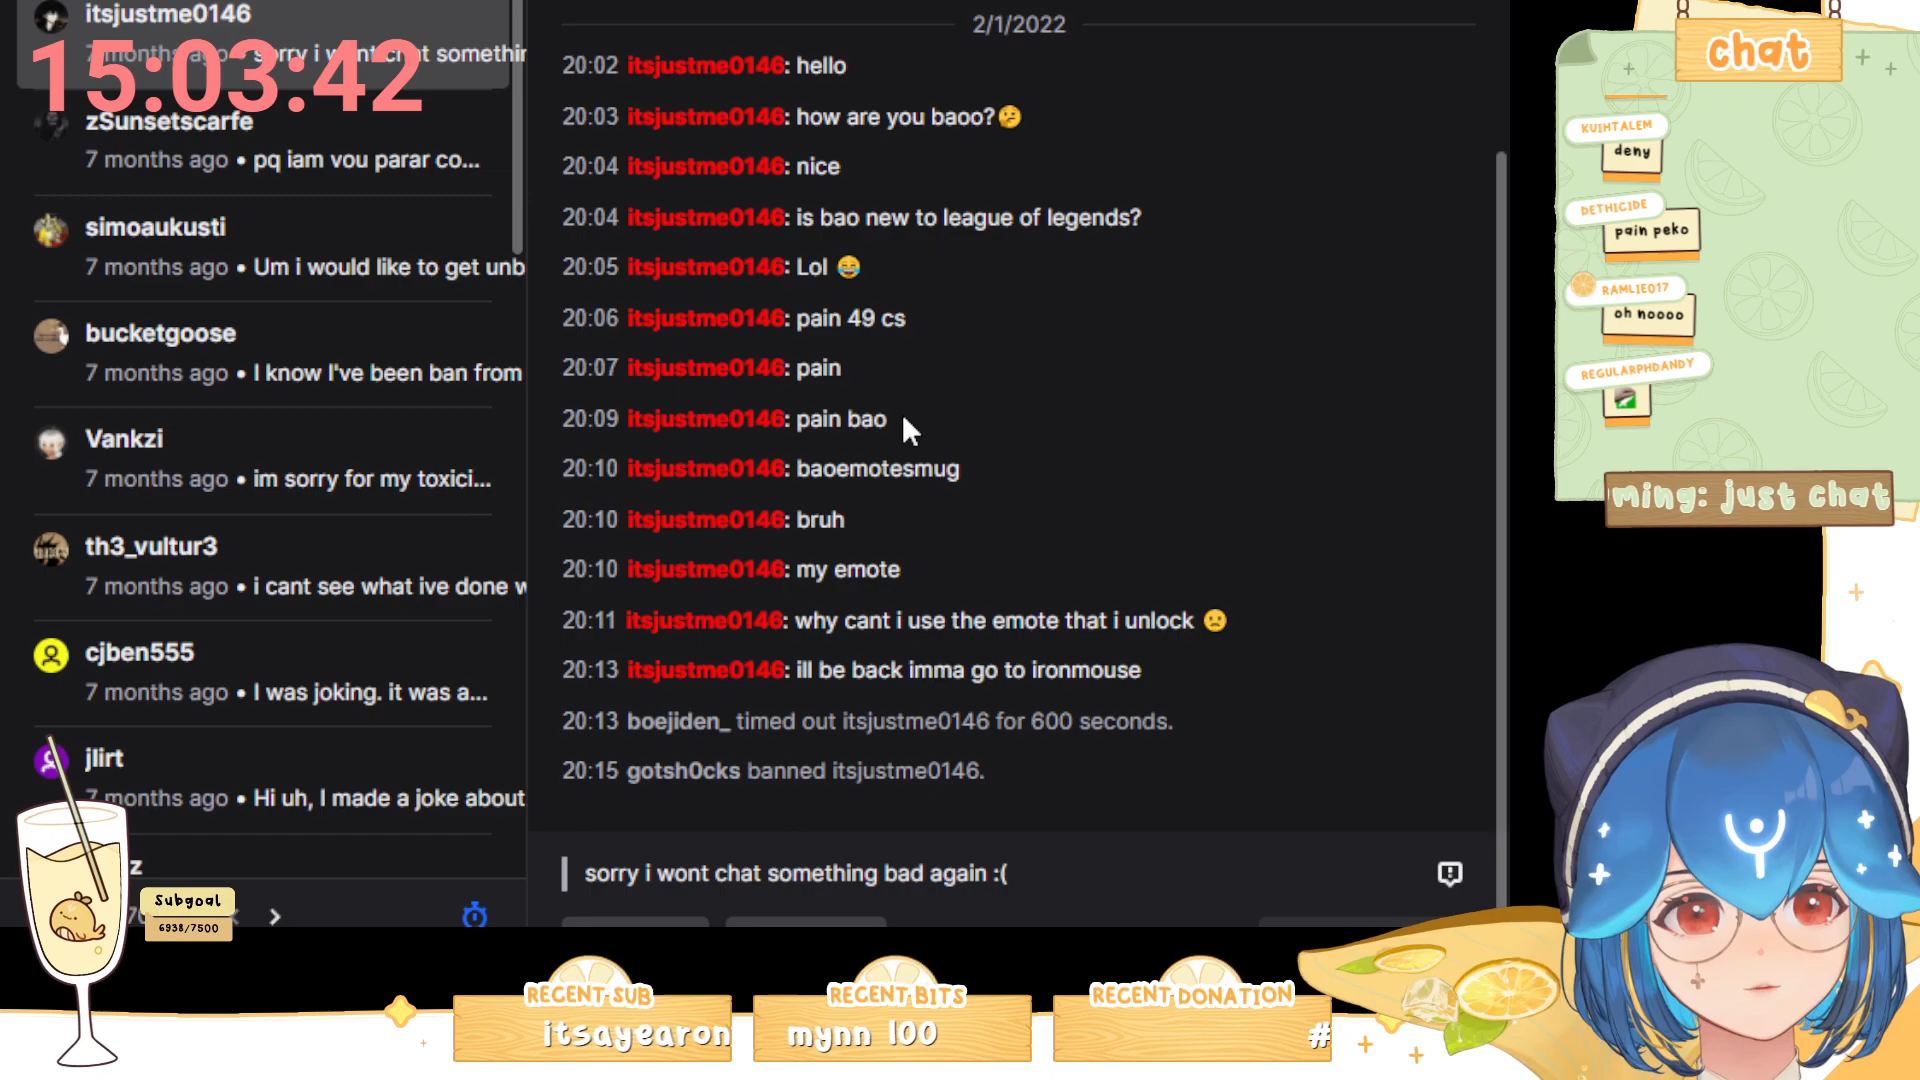 itsjustme0146
7 months ago • sorry i wont chat somethin
15:03:42
zSunsetscarfe
7 months ago • pq iam vou parar co...
simoaukusti
7 months ago • Um i would like to get unb
bucketgoose
7 months ago • I know I've been ban from
Vankzi
7 months ago • im sorry for my toxici...
th3_vultur3
7 months ago • i cant see what ive done w
cjben555
7 months ago • I was joking. it was a...
jlirt
7 months ago • Hi uh, I made a joke about
z
Subgoal
6938/7500
2/1/2022
20:02 itsjustme0146: hello
20:03 itsjustme0146: how are you baoo?🤔
20:04 itsjustme0146: nice
20:04 itsjustme0146: is bao new to league of legends?
20:05 itsjustme0146: Lol 😂
20:06 itsjustme0146: pain 49 cs
20:07 itsjustme0146: pain
20:09 itsjustme0146: pain bao
20:10 itsjustme0146: baoemotesmug
20:10 itsjustme0146: bruh
20:10 itsjustme0146: my emote
20:11 itsjustme0146: why cant i use the emote that i unlock 🙁
20:13 itsjustme0146: ill be back imma go to ironmouse
20:13 boejiden_ timed out itsjustme0146 for 600 seconds.
20:15 gotsh0cks banned itsjustme0146.
sorry i wont chat something bad again :(
chat
KUIHTALEM
deny
DETHICIDE
pain peko
RAMLIE017
oh noooo
REGULARPHDANDY
ming: just chat
RECENT SUB
itsayearon
RECENT BITS
mynn 100
RECENT DONATION
#